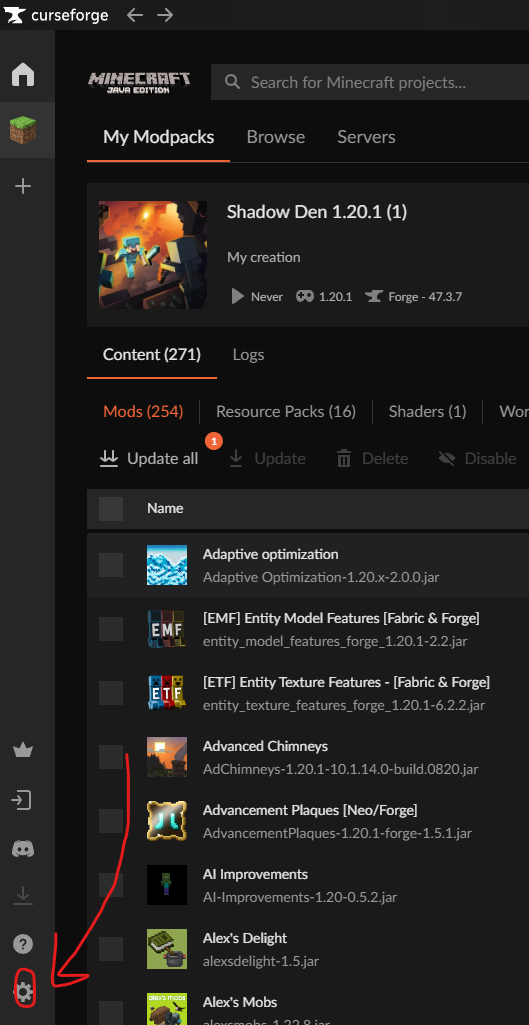 curseforge
MINECRAFT
JAVA EDITION
Search for Minecraft projects...
My Modpacks Browse Servers
Shadow Den 1.20.1 (1)
My creation
Never 1.20.1 Forge - 47.3.7
Content (271) Logs
Mods (254) Resource Packs (16) Shaders (1) Wor
1
Update all Update Delete Disable
Name
Adaptive optimization
Adaptive Optimization-1.20.x-2.0.0.jar
EMF
[EMF] Entity Model Features [Fabric & Forge]
entity_model_features_forge_1.20.1-2.2.jar
ETF
[ETF] Entity Texture Features - [Fabric & Forge]
entity_texture_features_forge_1.20.1-6.2.2.jar
Advanced Chimneys
AdChimneys-1.20.1-10.1.14.0-build.0820.jar
Advancement Plaques [Neo/Forge]
AdvancementPlaques-1.20.1-forge-1.5.1.jar
AI Improvements
AI-Improvements-1.20-0.5.2.jar
Alex's Delight
alexsdelight-1.5.jar
alex's mobs
Alex's Mobs
alexsmobs-1.22.8.jar